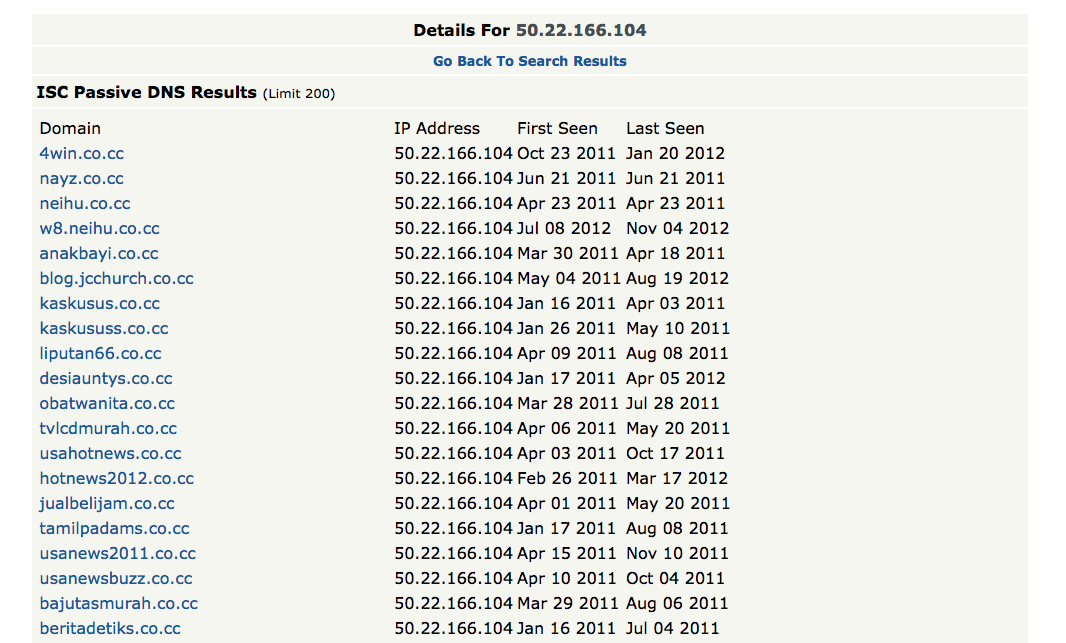 Details For 50.22.166.104
Go Back To Search Results
ISC Passive DNS Results (Limit 200)
Domain IP Address First Seen Last Seen
4win.co.cc 50.22.166.104 Oct 23 2011 Jan 20 2012
nayz.co.cc 50.22.166.104 Jun 21 2011 Jun 21 2011
neihu.co.cc 50.22.166.104 Apr 23 2011 Apr 23 2011
w8.neihu.co.cc 50.22.166.104 Jul 08 2012 Nov 04 2012
anakbayi.co.cc 50.22.166.104 Mar 30 2011 Apr 18 2011
blog.jcchurch.co.cc 50.22.166.104 May 04 2011 Aug 19 2012
kaskusus.co.cc 50.22.166.104 Jan 16 2011 Apr 03 2011
kaskususs.co.cc 50.22.166.104 Jan 26 2011 May 10 2011
liputan66.co.cc 50.22.166.104 Apr 09 2011 Aug 08 2011
desiauntys.co.cc 50.22.166.104 Jan 17 2011 Apr 05 2012
obatwanita.co.cc 50.22.166.104 Mar 28 2011 Jul 28 2011
tvlcdmurah.co.cc 50.22.166.104 Apr 06 2011 May 20 2011
usahotnews.co.cc 50.22.166.104 Apr 03 2011 Oct 17 2011
hotnews2012.co.cc 50.22.166.104 Feb 26 2011 Mar 17 2012
jualbelijam.co.cc 50.22.166.104 Apr 01 2011 May 20 2011
tamilpadams.co.cc 50.22.166.104 Jan 17 2011 Aug 08 2011
usanews2011.co.cc 50.22.166.104 Apr 15 2011 Nov 10 2011
usanewsbuzz.co.cc 50.22.166.104 Apr 10 2011 Oct 04 2011
bajutasmurah.co.cc 50.22.166.104 Mar 29 2011 Aug 06 2011
beritadetiks.co.cc 50.22.166.104 Jan 16 2011 Jul 04 2011